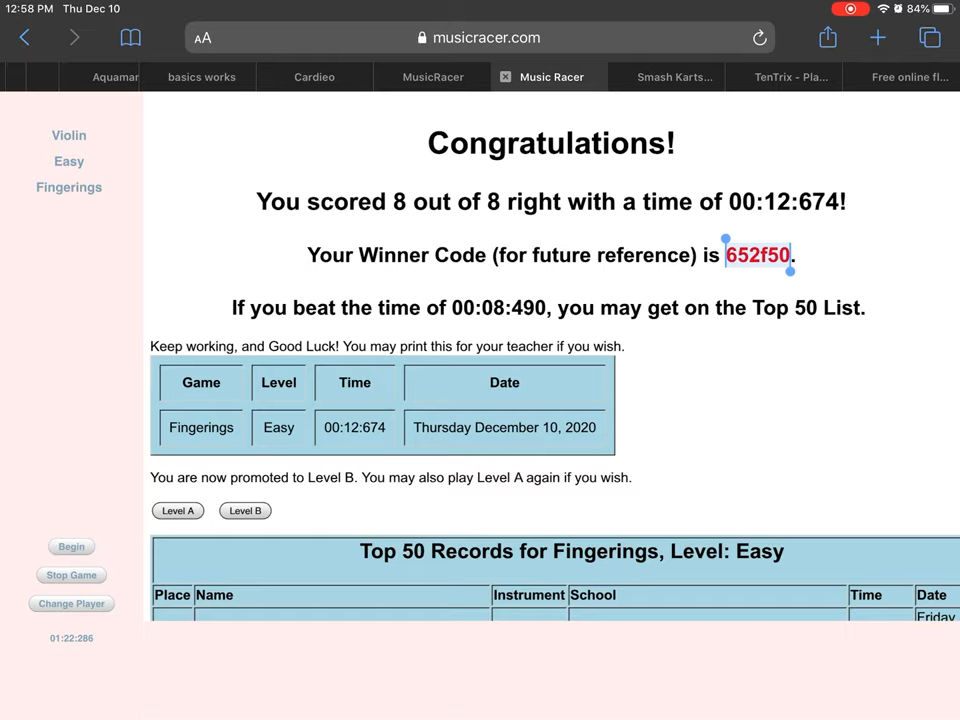 12:58 PM Thu Dec 10 84%
AA musicracer.com
Aquamar basics works Cardieo MusicRacer Music Racer Smash Karts... TenTrix - Pla... Free online fl...
Violin
Easy
Fingerings
Congratulations!
You scored 8 out of 8 right with a time of 00:12:674!
Your Winner Code (for future reference) is 652f50.
If you beat the time of 00:08:490, you may get on the Top 50 List.
Keep working, and Good Luck! You may print this for your teacher if you wish.
Game Level Time Date
Fingerings Easy 00:12:674 Thursday December 10, 2020
You are now promoted to Level B. You may also play Level A again if you wish.
Level A Level B
Begin
Stop Game
Change Player
01:22:286
Top 50 Records for Fingerings, Level: Easy
Place Name Instrument School Time Date
Friday